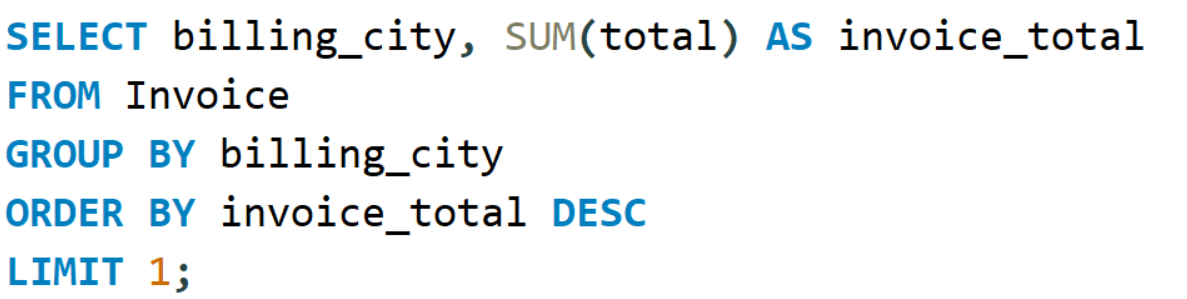 SELECT billing_city, SUM(total) AS invoice_total
FROM Invoice
GROUP BY billing_city
ORDER BY invoice_total DESC
LIMIT 1;